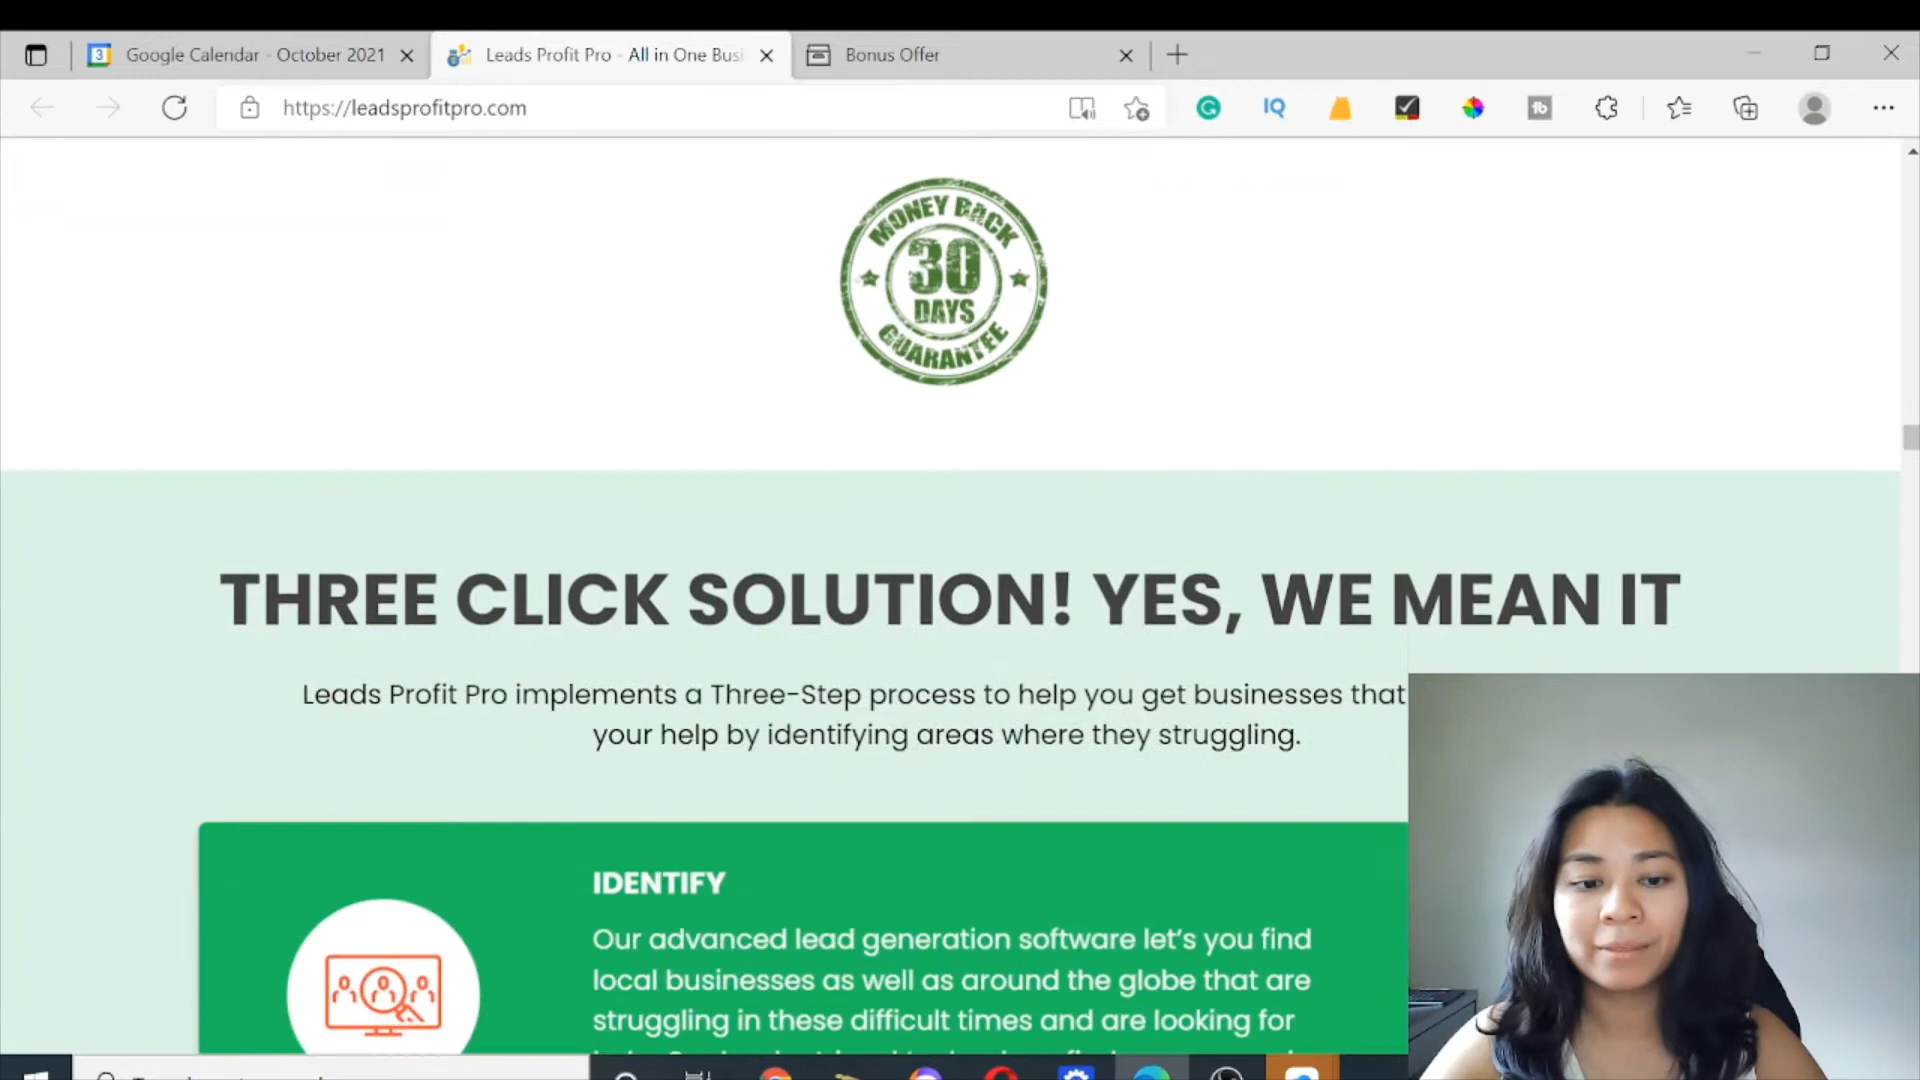 Google Calendar - October 2021
Leads Profit Pro - All in One Busi
Bonus Offer
https://leadsprofitpro.com
IQ
tb
MONEY BACK
30
DAYS
GUARANTEE
THREE CLICK SOLUTION! YES, WE MEAN IT
Leads Profit Pro implements a Three-Step process to help you get businesses that
your help by identifying areas where they struggling.
IDENTIFY
Our advanced lead generation software let's you find
local businesses as well as around the globe that are
struggling in these difficult times and are looking for